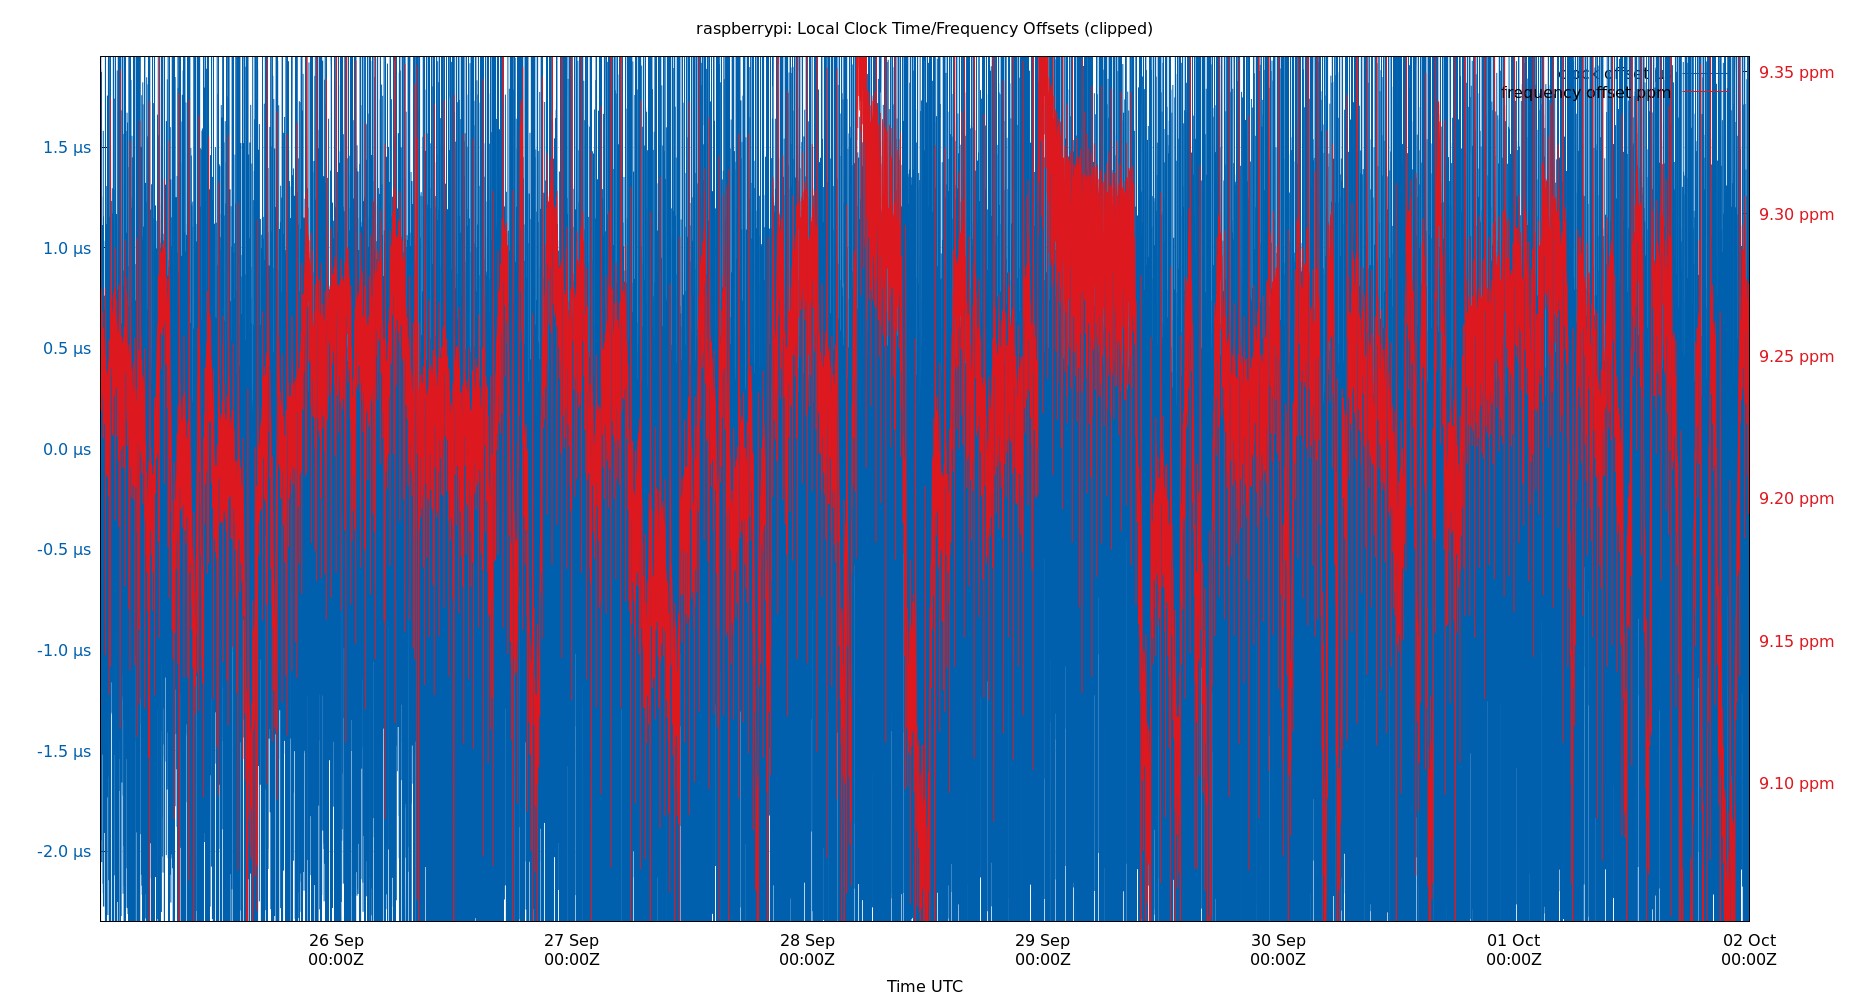 raspberrypi: Local Clock Time/Frequency Offsets (clipped)
clock offset
frequency offset ppm
1.5 µs
1.0 µs
0.5 µs
0.0 µs
-0.5 µs
-1.0 µs
-1.5 µs
-2.0 µs
9.35 ppm
9.30 ppm
9.25 ppm
9.20 ppm
9.15 ppm
9.10 ppm
26 Sep 27 Sep 28 Sep 29 Sep 30 Sep 01 Oct 02 Oct
00:00Z 00:00Z 00:00Z 00:00Z 00:00Z 00:00Z 00:00Z
Time UTC